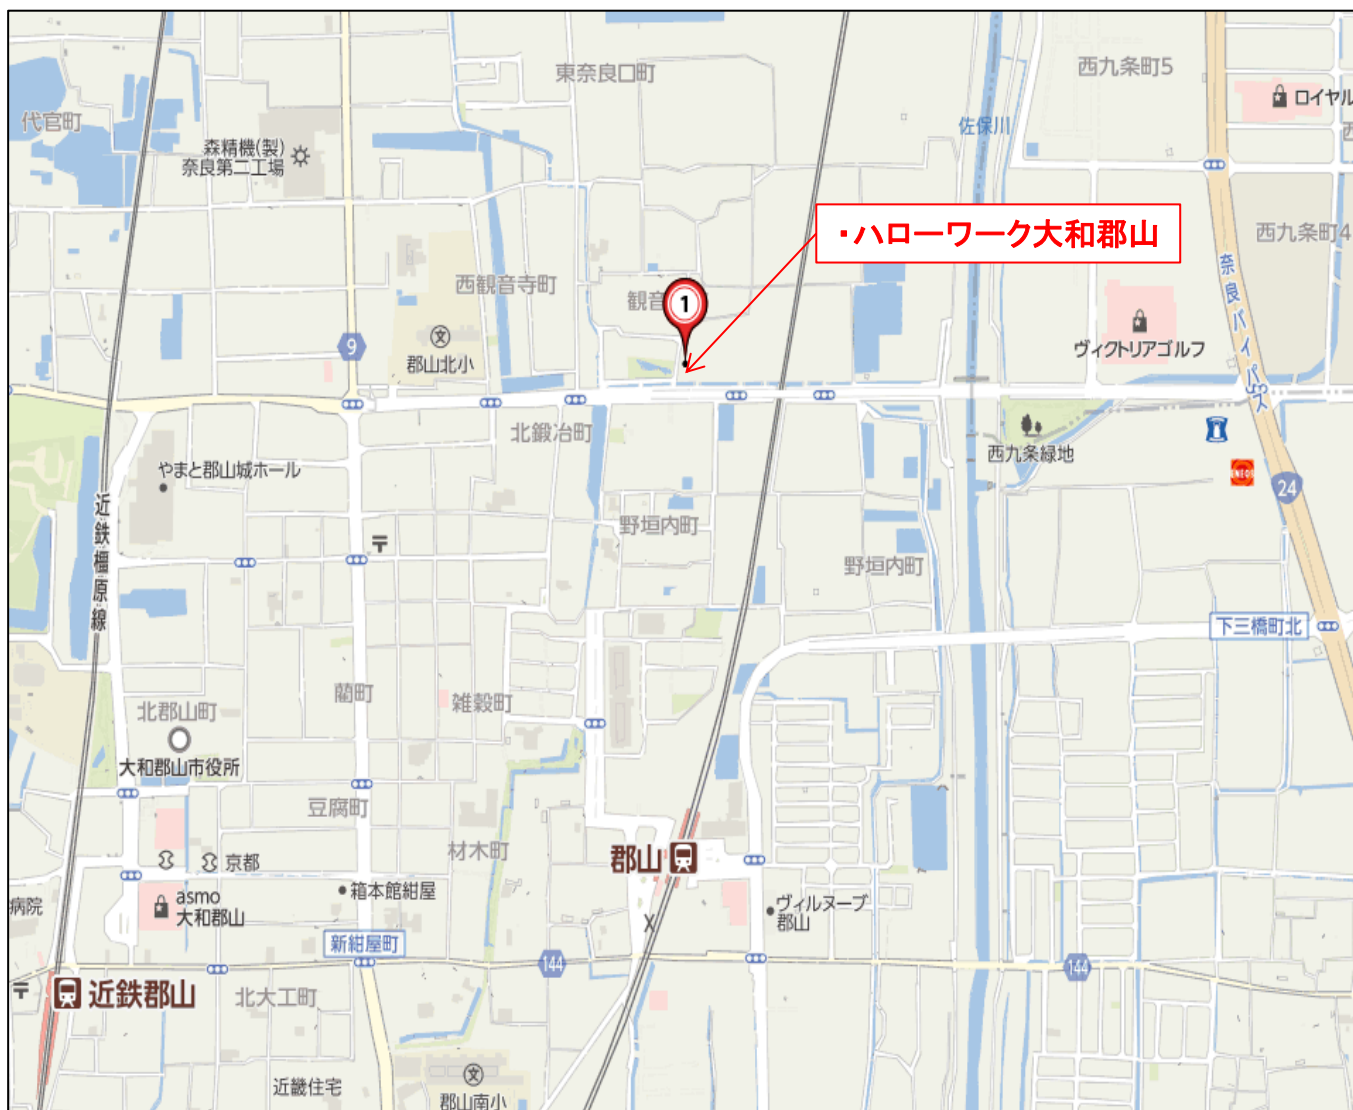 東奈良口町
西九条町5
ロイヤル
代官町
佐保川
西
森精機(製)
奈良第二工場
・ハローワーク大和郡山
西九条町4
西観音寺町
観音
1
奈良バイパス
9
郡山北小
ヴィクトリアゴルフ
北鍛冶町
西九条緑地
やまと郡山城ホール
ENEOS
24
近鉄橿原線
野垣内町
野垣内町
下三橋町北
藺町
雑穀町
北郡山町
大和郡山市役所
豆腐町
材木町
郡山
京都
病院
asmo
大和郡山
箱本館紺屋
ヴィルヌーブ
郡山
新紺屋町
144
144
近鉄郡山
北大工町
近畿住宅
郡山南小